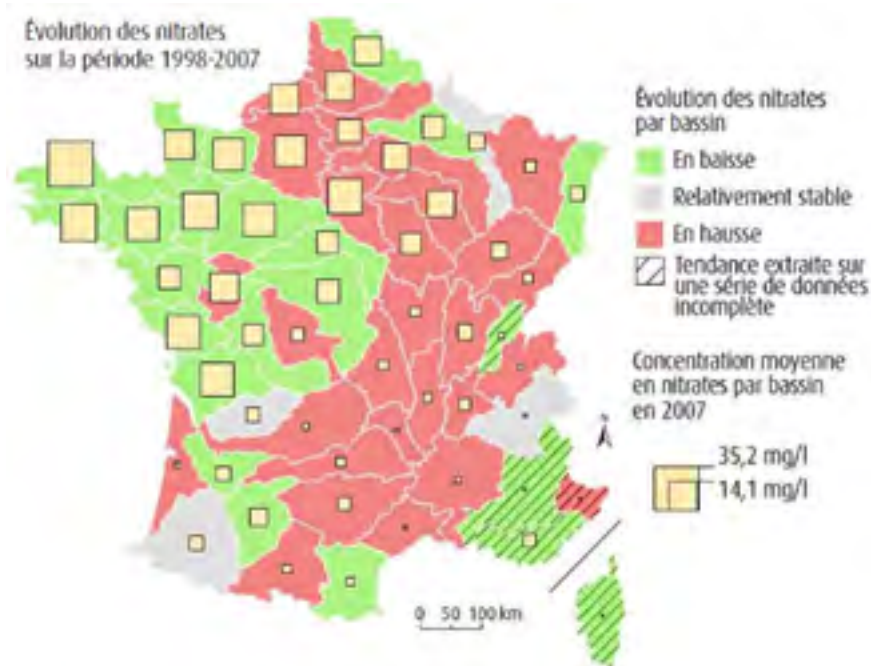 Évolution des nitrates
sur la période 1998-2007
Évolution des nitrates
par bassin
En baisse
Relativement stable
En hausse
Tendance extraite sur
une série de données
incomplète
Concentration moyenne
en nitrates par bassin
en 2007
N
35,2 mg/l
14,1 mg/l
0 50 100 km